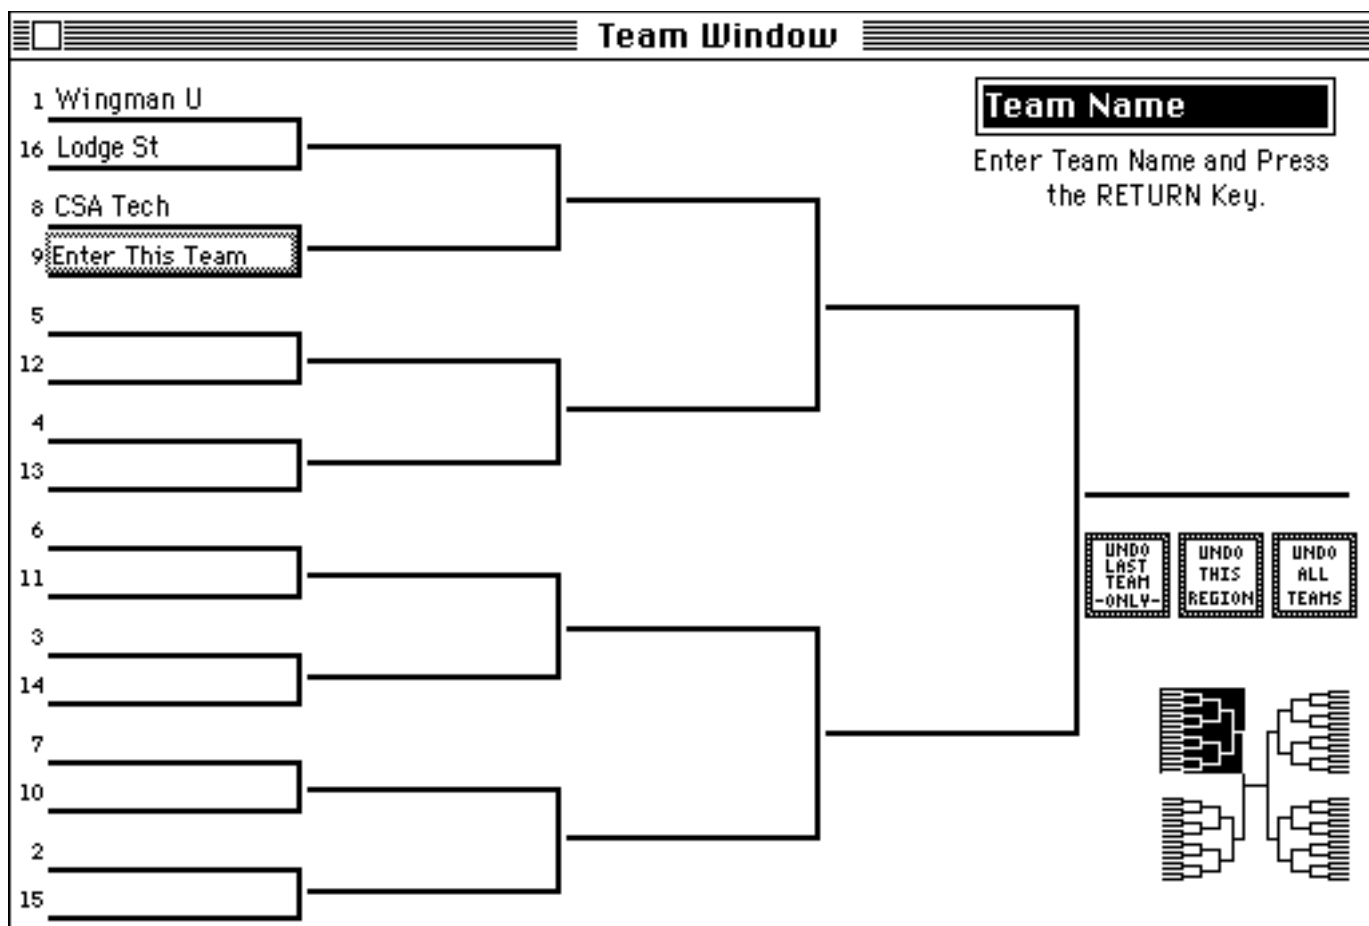 Team Window
1 Wingman U
16 Lodge St
8 CSA Tech
9 Enter This Team
5
12
4
13
6
11
3
14
7
10
2
15
Team Name
Enter Team Name and Press
the RETURN Key.
UNDO
LAST
TEAM
-ONLY-
UNDO
THIS
REGION
UNDO
ALL
TEAMS